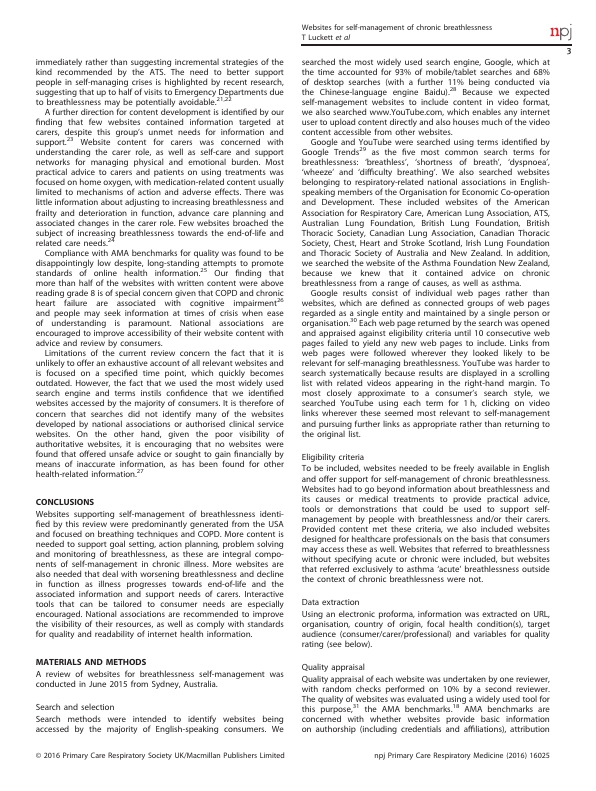 Websites for self-management of chronic breathlessness
T Luckett et al
npj
3
immediately rather than suggesting incremental strategies of the
kind recommended by the ATS. The need to better support
people in self-managing crises is highlighted by recent research,
suggesting that up to half of visits to Emergency Departments due
to breathlessness may be potentially avoidable.21,22
A further direction for content development is identified by our
finding that few websites contained information targeted at
carers, despite this group's unmet needs for information and
support.23 Website content for carers was concerned with
understanding the carer role, as well as self-care and support
networks for managing physical and emotional burden. Most
practical advice to carers and patients on using treatments was
focused on home oxygen, with medication-related content usually
limited to mechanisms of action and adverse effects. There was
little information about adjusting to increasing breathlessness and
frailty and deterioration in function, advance care planning and
associated changes in the carer role. Few websites broached the
subject of increasing breathlessness towards the end-of-life and
related care needs.24
Compliance with AMA benchmarks for quality was found to be
disappointingly low despite, long-standing attempts to promote
standards of online health information.25 Our finding that
more than half of the websites with written content were above
reading grade 8 is of special concern given that COPD and chronic
heart failure are associated with cognitive impairment26
and people may seek information at times of crisis when ease
of understanding is paramount. National associations are
encouraged to improve accessibility of their website content with
advice and review by consumers.
Limitations of the current review concern the fact that it is
unlikely to offer an exhaustive account of all relevant websites and
is focused on a specified time point, which quickly becomes
outdated. However, the fact that we used the most widely used
search engine and terms instils confidence that we identified
websites accessed by the majority of consumers. It is therefore of
concern that searches did not identify many of the websites
developed by national associations or authorised clinical service
websites. On the other hand, given the poor visibility of
authoritative websites, it is encouraging that no websites were
found that offered unsafe advice or sought to gain financially by
means of inaccurate information, as has been found for other
health-related information.27
CONCLUSIONS
Websites supporting self-management of breathlessness identi-
fied by this review were predominantly generated from the USA
and focused on breathing techniques and COPD. More content is
needed to support goal setting, action planning, problem solving
and monitoring of breathlessness, as these are integral compo-
nents of self-management in chronic illness. More websites are
also needed that deal with worsening breathlessness and decline
in function as illness progresses towards end-of-life and the
associated information and support needs of carers. Interactive
tools that can be tailored to consumer needs are especially
encouraged. National associations are recommended to improve
the visibility of their resources, as well as comply with standards
for quality and readability of internet health information.
MATERIALS AND METHODS
A review of websites for breathlessness self-management was
conducted in June 2015 from Sydney, Australia.
Search and selection
Search methods were intended to identify websites being
accessed by the majority of English-speaking consumers. We
searched the most widely used search engine, Google, which at
the time accounted for 93% of mobile/tablet searches and 68%
of desktop searches (with a further 11% being conducted via
the Chinese-language engine Baidu).28 Because we expected
self-management websites to include content in video format,
we also searched www.YouTube.com, which enables any internet
user to upload content directly and also houses much of the video
content accessible from other websites.
Google and YouTube were searched using terms identified by
Google Trends29 as the five most common search terms for
breathlessness: 'breathless', 'shortness of breath', 'dyspnoea',
'wheeze' and 'difficulty breathing'. We also searched websites
belonging to respiratory-related national associations in English-
speaking members of the Organisation for Economic Co-operation
and Development. These included websites of the American
Association for Respiratory Care, American Lung Association, ATS,
Australian Lung Foundation, British Lung Foundation, British
Thoracic Society, Canadian Lung Association, Canadian Thoracic
Society, Chest, Heart and Stroke Scotland, Irish Lung Foundation
and Thoracic Society of Australia and New Zealand. In addition,
we searched the website of the Asthma Foundation New Zealand,
because we knew that it contained advice on chronic
breathlessness from a range of causes, as well as asthma.
Google results consist of individual web pages rather than
websites, which are defined as connected groups of web pages
regarded as a single entity and maintained by a single person or
organisation.30 Each web page returned by the search was opened
and appraised against eligibility criteria until 10 consecutive web
pages failed to yield any new web pages to include. Links from
web pages were followed wherever they looked likely to be
relevant for self-managing breathlessness. YouTube was harder to
search systematically because results are displayed in a scrolling
list with related videos appearing in the right-hand margin. To
most closely approximate to a consumer's search style, we
searched YouTube using each term for 1 h, clicking on video
links wherever these seemed most relevant to self-management
and pursuing further links as appropriate rather than returning to
the original list.
Eligibility criteria
To be included, websites needed to be freely available in English
and offer support for self-management of chronic breathlessness.
Websites had to go beyond information about breathlessness and
its causes or medical treatments to provide practical advice,
tools or demonstrations that could be used to support self-
management by people with breathlessness and/or their carers.
Provided content met these criteria, we also included websites
designed for healthcare professionals on the basis that consumers
may access these as well. Websites that referred to breathlessness
without specifying acute or chronic were included, but websites
that referred exclusively to asthma 'acute' breathlessness outside
the context of chronic breathlessness were not.
Data extraction
Using an electronic proforma, information was extracted on URL,
organisation, country of origin, focal health condition(s), target
audience (consumer/carer/professional) and variables for quality
rating (see below).
Quality appraisal
Quality appraisal of each website was undertaken by one reviewer,
with random checks performed on 10% by a second reviewer.
The quality of websites was evaluated using a widely used tool for
this purpose,31 the AMA benchmarks.18 AMA benchmarks are
concerned with whether websites provide basic information
on authorship (including credentials and affiliations), attribution
© 2016 Primary Care Respiratory Society UK/Macmillan Publishers Limited
npj Primary Care Respiratory Medicine (2016) 16025